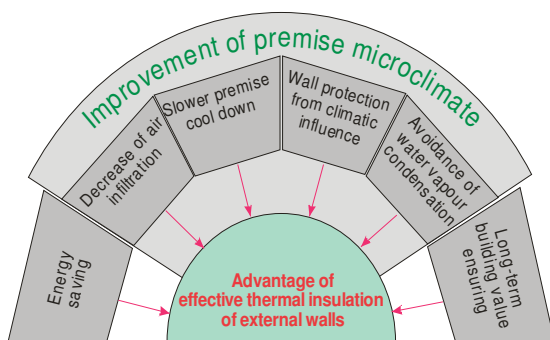 Improvement of premise microclimate
Energy
saving
Decrease of air
infiltration
Slower premise
cool down
Wall protection
from climatic
influence
Avoidance of
water vapour
condensation
Long-term
building value
ensuring
Advantage of
effective thermal insulation
of external walls